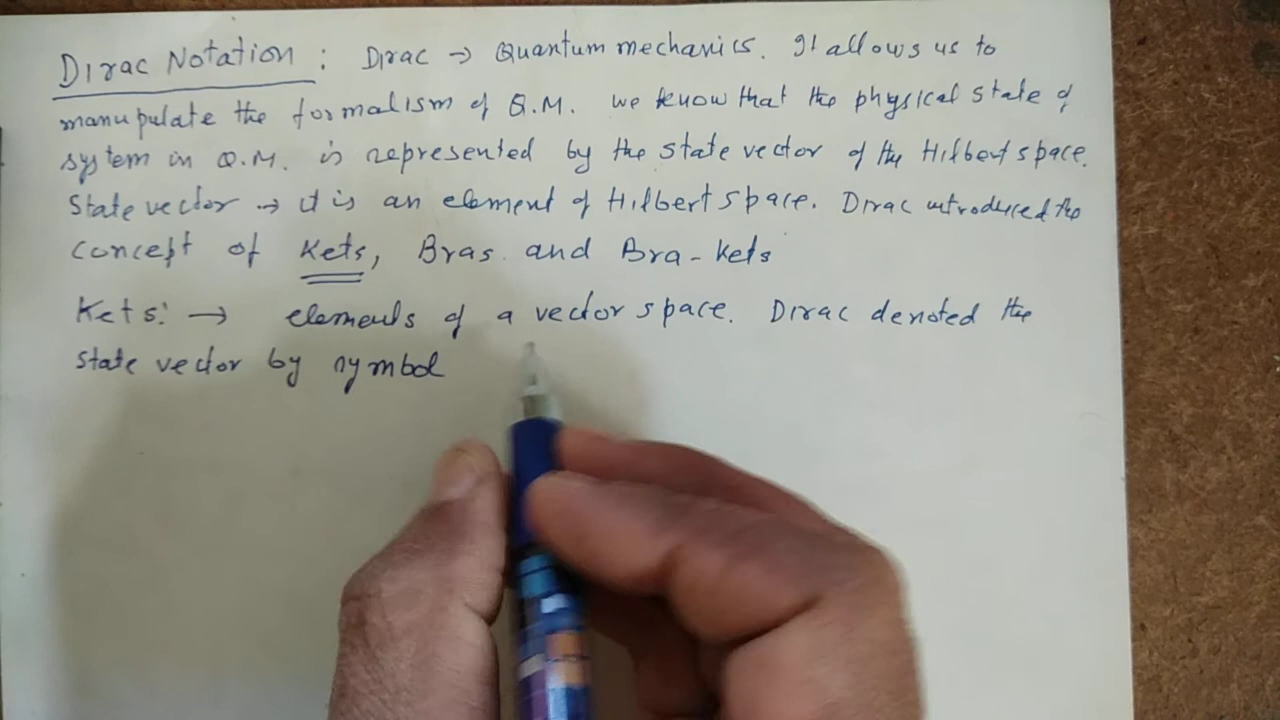 Dirac Notation : Dirac → Quantum mechanics. It allows us to
manupulate the formalism of Q.M. We know that the physical state of
system in Q.M. is represented by the state vector of the Hilbert space.
State vector → it is an element of Hilbert space. Dirac introduced the
concept of Kets, Bras and Bra-kets
Kets: → elements of a vector space. Dirac denoted the
state vector by symbol